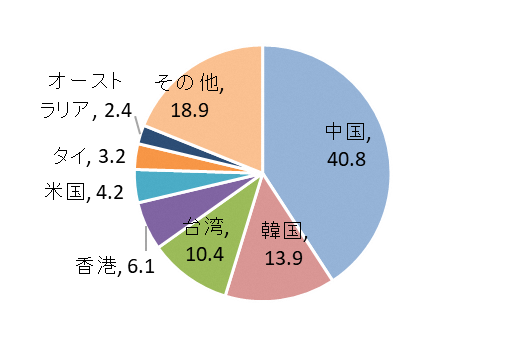 中国,
40.8
韓国,
13.9
台湾,
10.4
香港, 6.1
米国, 4.2
タイ, 3.2
オースト
ラリア, 2.4
その他,
18.9